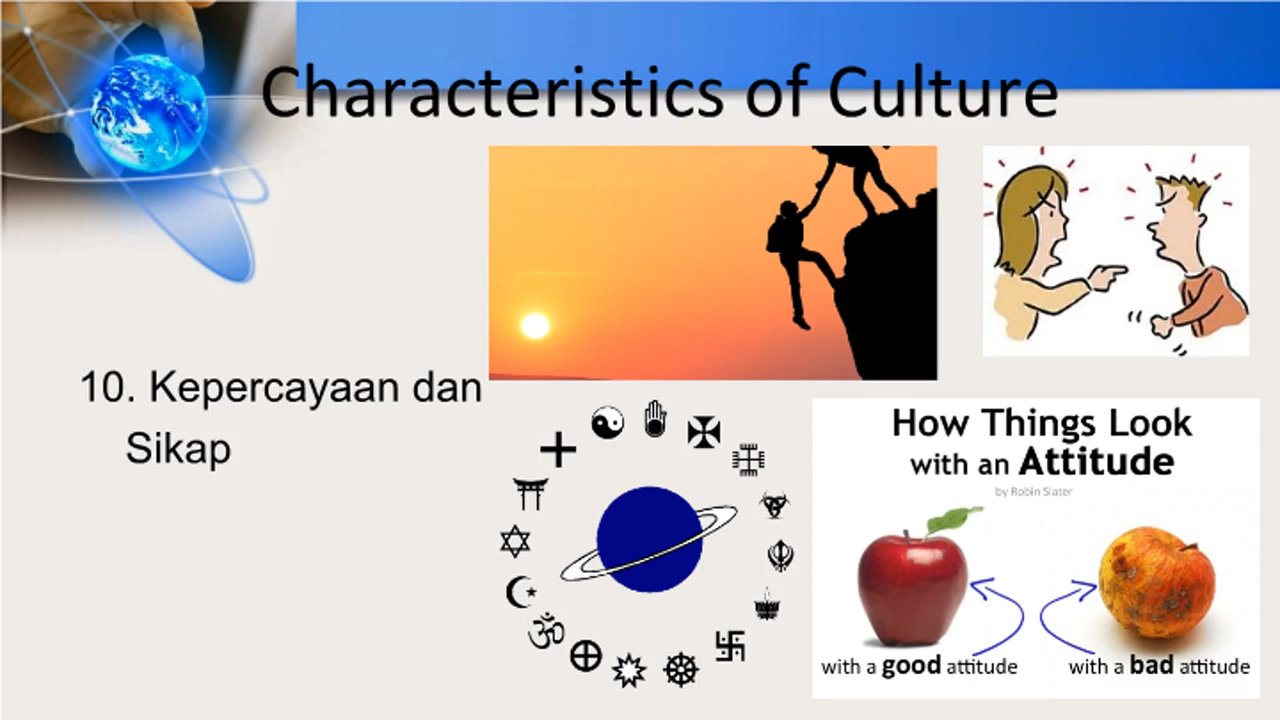 Characteristics of Culture
10. Kepercayaan dan
Sikap
How Things Look
with an Attitude
by Robin Slater
with a good attitude
with a bad attitude